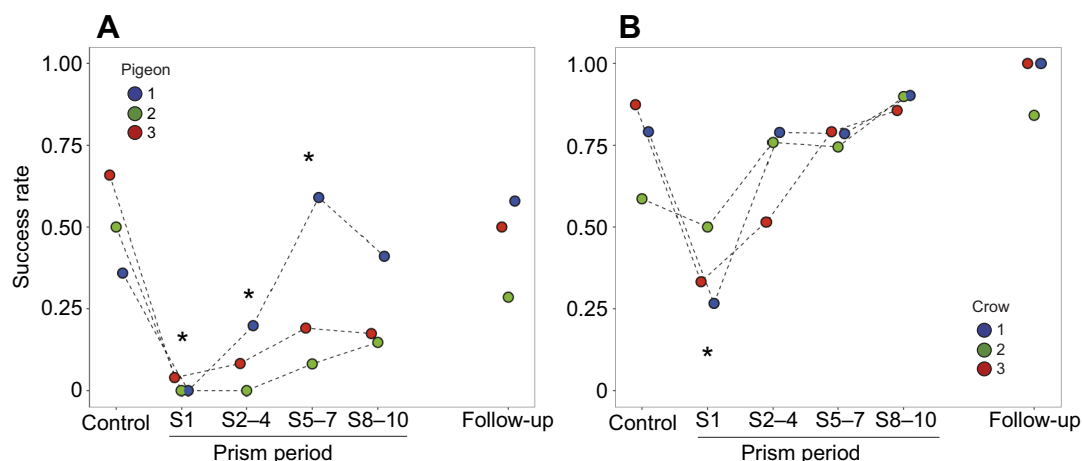 A
Success rate
1.00
0.75
0.50
0.25
0
Pigeon
1
2
3
*
*
*
Control
S1
S2–4
S5–7
S8–10
Follow-up
Prism period
B
1.00
0.75
0.50
0.25
0
*
Crow
1
2
3
Control
S1
S2–4
S5–7
S8–10
Follow-up
Prism period